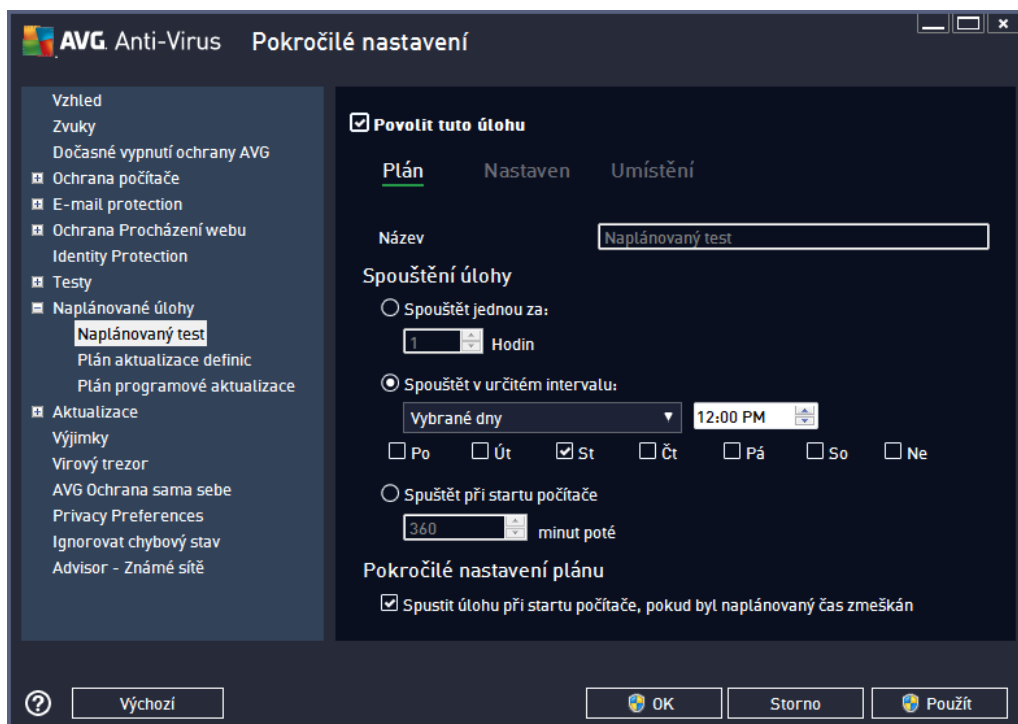 AVG. Anti-Virus Pokročilé nastavení
Vzhled
Zvuky
Dočasné vypnutí ochrany AVG
Ochrana počítače
E-mail protection
Ochrana Procházení webu
Identity Protection
Testy
Naplánované úlohy
Naplánovaný test
Plán aktualizace definic
Plán programové aktualizace
Aktualizace
Výjimky
Virový trezor
AVG Ochrana sama sebe
Privacy Preferences
Ignorovat chybový stav
Advisor - Známé sítě
Povolit tuto úlohu
Plán Nastaven Umístění
Název Naplánovaný test
Spouštění úlohy
Spouštět jednou za:
1 Hodin
Spouštět v určitém intervalu:
Vybrané dny 12:00 PM
Po Út St Čt Pá So Ne
Spuštět při startu počítače
360 minut poté
Pokročilé nastavení plánu
Spustit úlohu při startu počítače, pokud byl naplánovaný čas zmeškán
? Výchozí OK Storno Použít